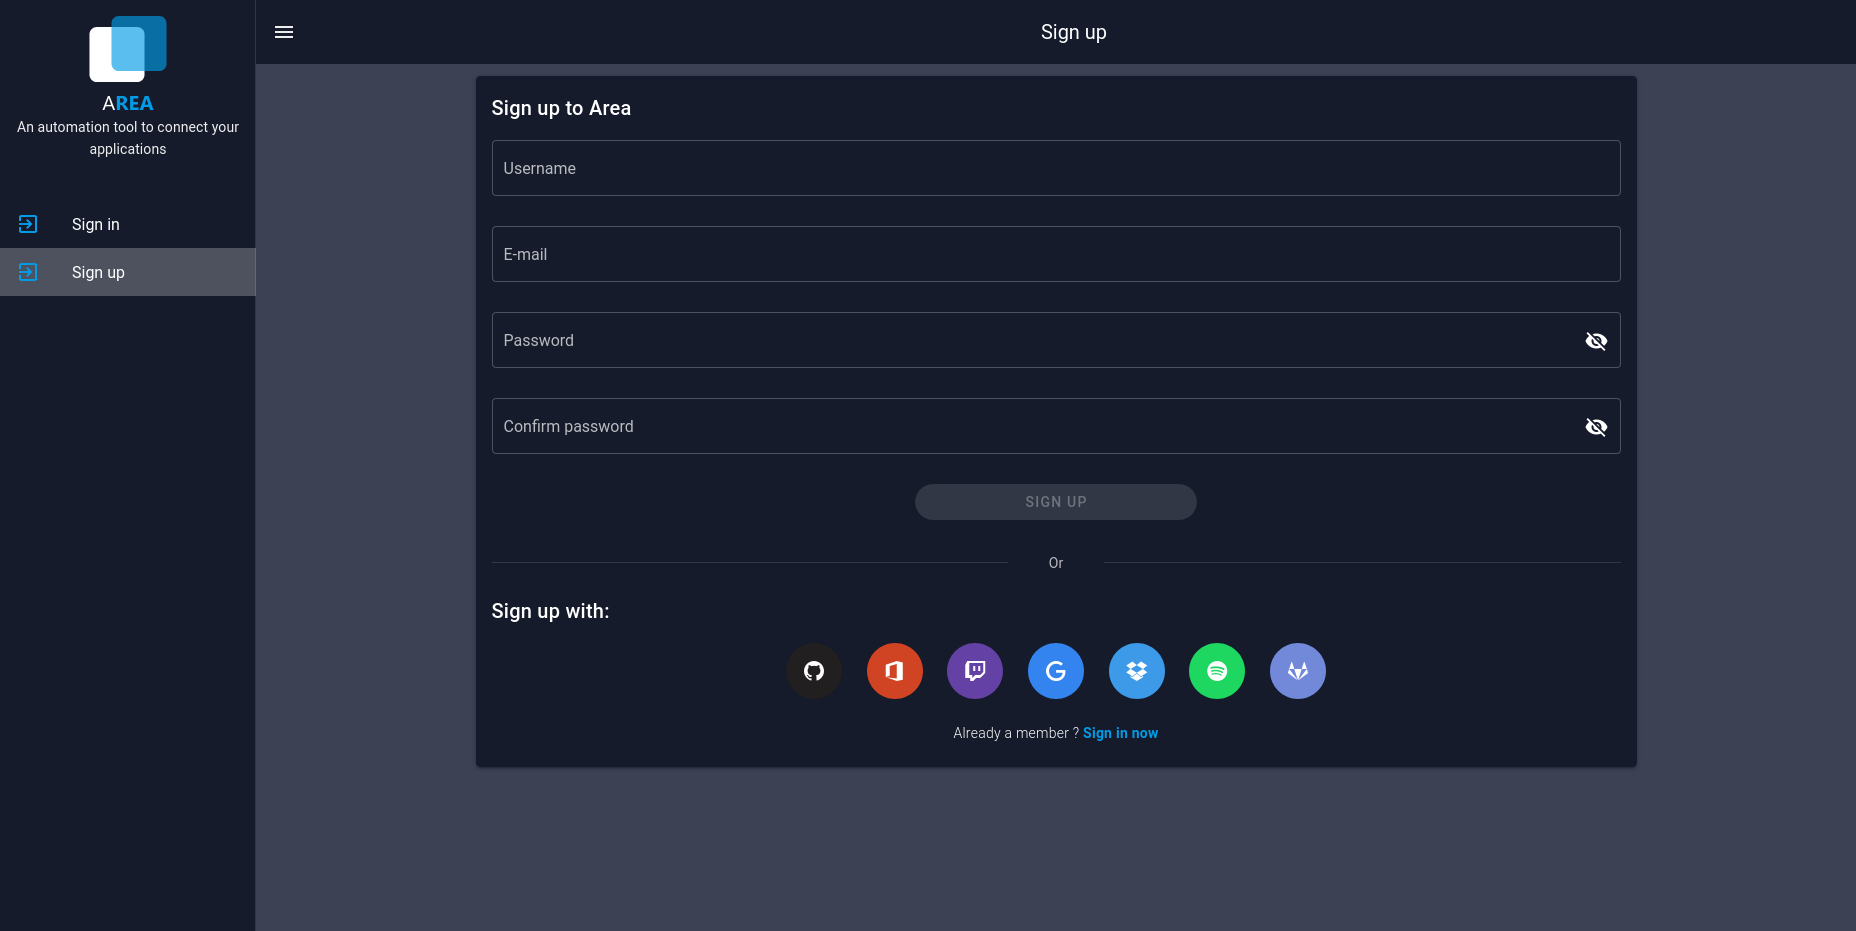 AREA
An automation tool to connect your
applications
Sign in
Sign up
Sign up
Sign up to Area
Username
E-mail
Password
Confirm password
SIGN UP
Or
Sign up with:
Already a member ? Sign in now